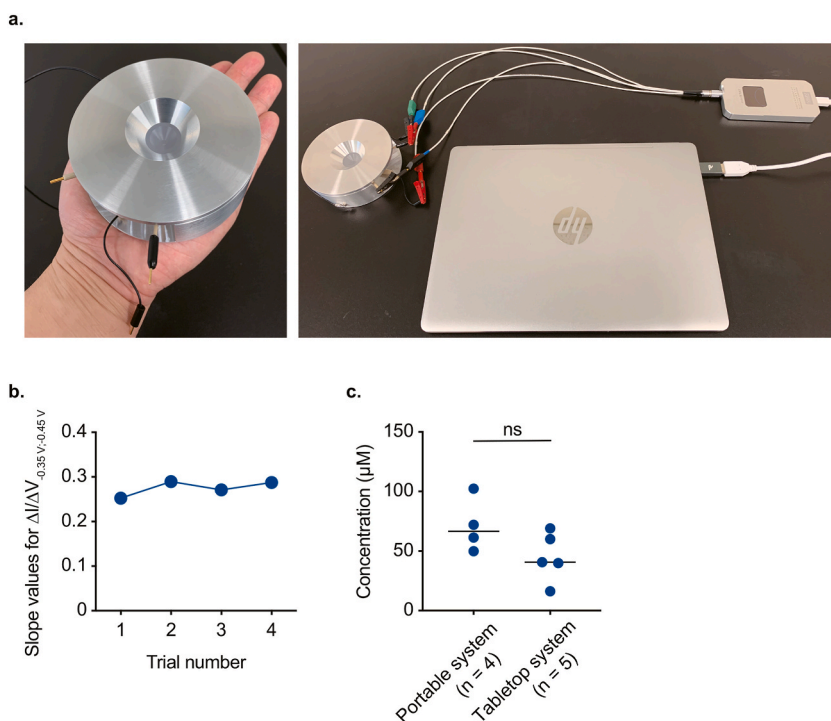 a.
hp
b.
Slope values for ΔI/ΔV-0.35 V;-0.45 V
0.4
0.3
0.2
0.1
0
1 2 3 4
Trial number
c.
Concentration (μM)
150
100
50
0
ns
Portable system
(n = 4)
Tabletop system
(n = 5)